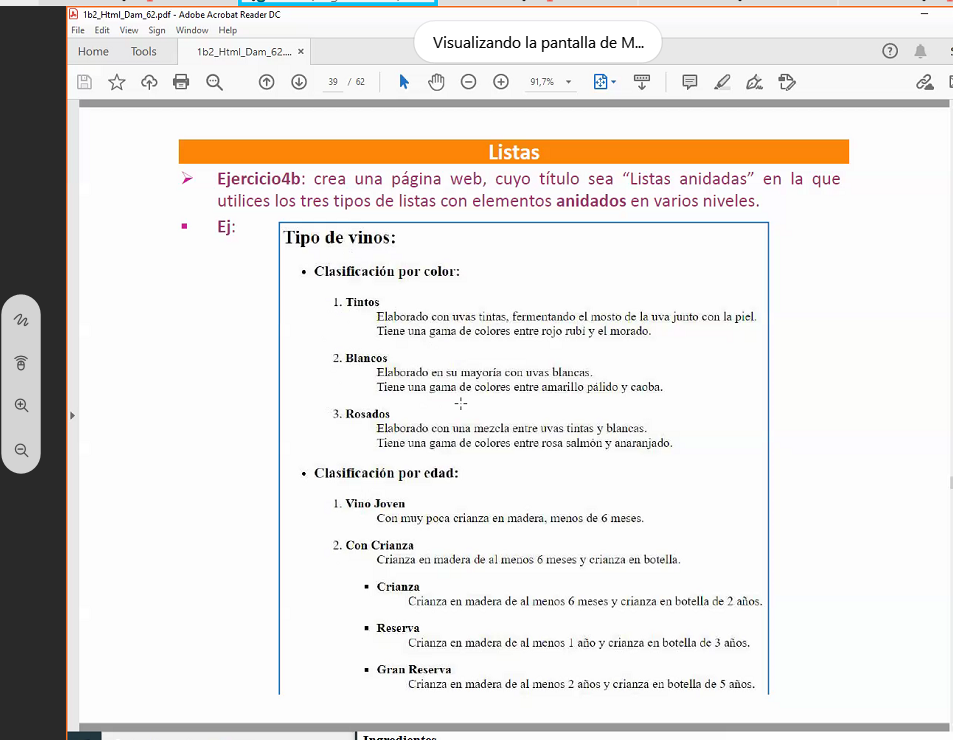 1b2_Html_Dam_62.pdf - Adobe Acrobat Reader DC
File Edit View Sign Window Help
Visualizando la pantalla de M...
Home Tools 1b2_Html_Dam_62.... ×
39 / 62 91,7%
Listas
Ejercicio4b: crea una página web, cuyo título sea “Listas anidadas” en la que
utilices los tres tipos de listas con elementos anidados en varios niveles.
Ej:
Tipo de vinos:
• Clasificación por color:
1. Tintos
Elaborado con uvas tintas, fermentando el mosto de la uva junto con la piel.
Tiene una gama de colores entre rojo rubí y el morado.
2. Blancos
Elaborado en su mayoría con uvas blancas.
Tiene una gama de colores entre amarillo pálido y caoba.
3. Rosados
Elaborado con una mezcla entre uvas tintas y blancas.
Tiene una gama de colores entre rosa salmón y anaranjado.
• Clasificación por edad:
1. Vino Joven
Con muy poca crianza en madera, menos de 6 meses.
2. Con Crianza
Crianza en madera de al menos 6 meses y crianza en botella.
▪ Crianza
Crianza en madera de al menos 6 meses y crianza en botella de 2 años.
▪ Reserva
Crianza en madera de al menos 1 año y crianza en botella de 3 años.
▪ Gran Reserva
Crianza en madera de al menos 2 años y crianza en botella de 5 años.
Ingredientes